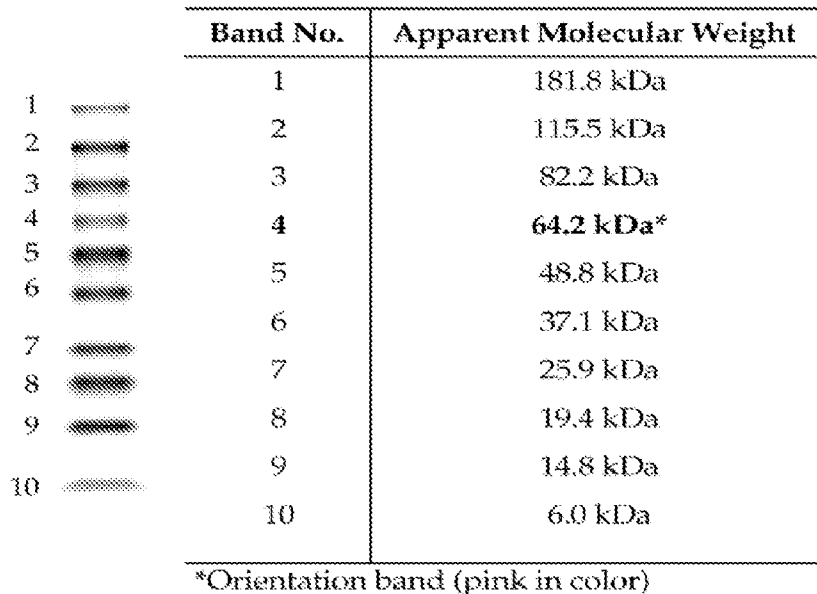 Band No. Apparent Molecular Weight
1 181.8 kDa
2 115.5 kDa
3 82.2 kDa
4 64.2 kDa*
5 48.8 kDa
6 37.1 kDa
7 25.9 kDa
8 19.4 kDa
9 14.8 kDa
10 6.0 kDa
*Orientation band (pink in color)
1
2
3
4
5
6
7
8
9
10